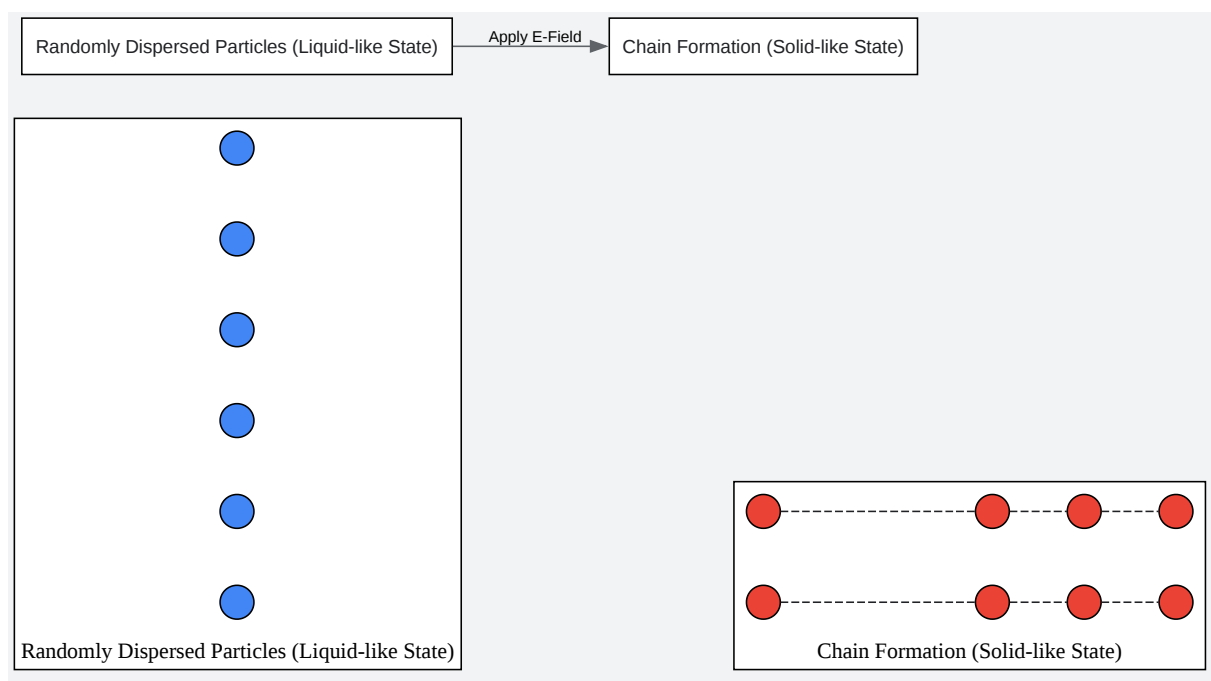 Randomly Dispersed Particles (Liquid-like State)
Apply E-Field
Chain Formation (Solid-like State)
Randomly Dispersed Particles (Liquid-like State)
Chain Formation (Solid-like State)